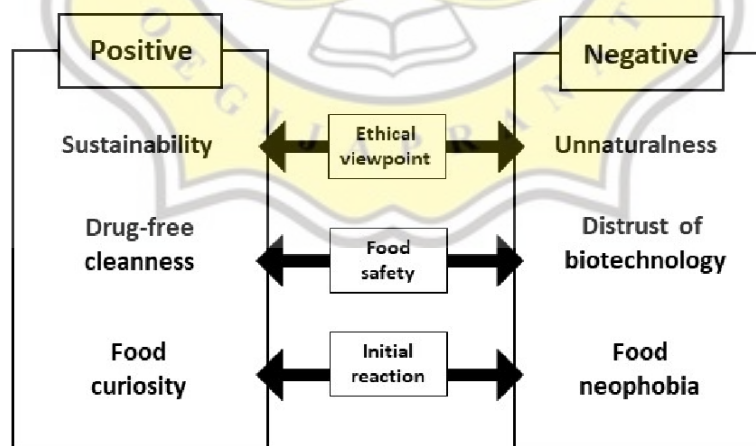 Positive
Negative
Sustainability
Ethical
viewpoint
Unnaturalness
Drug-free
cleanness
Food
safety
Distrust of
biotechnology
Food
curiosity
Initial
reaction
Food
neophobia
OEGIJAPRANAT